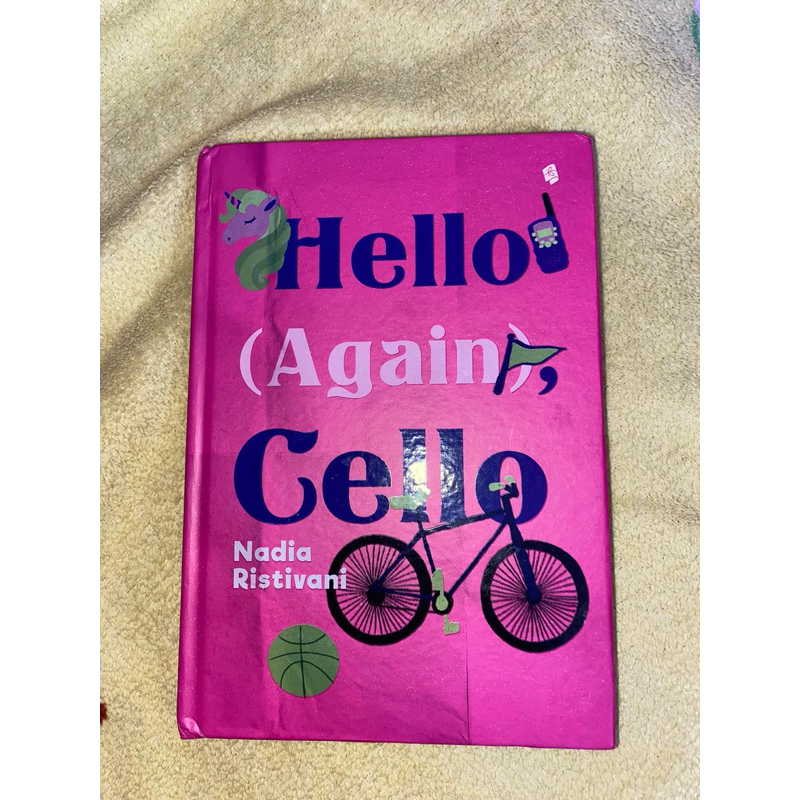 Hello
(Again),
Cello
Nadia
Ristivani